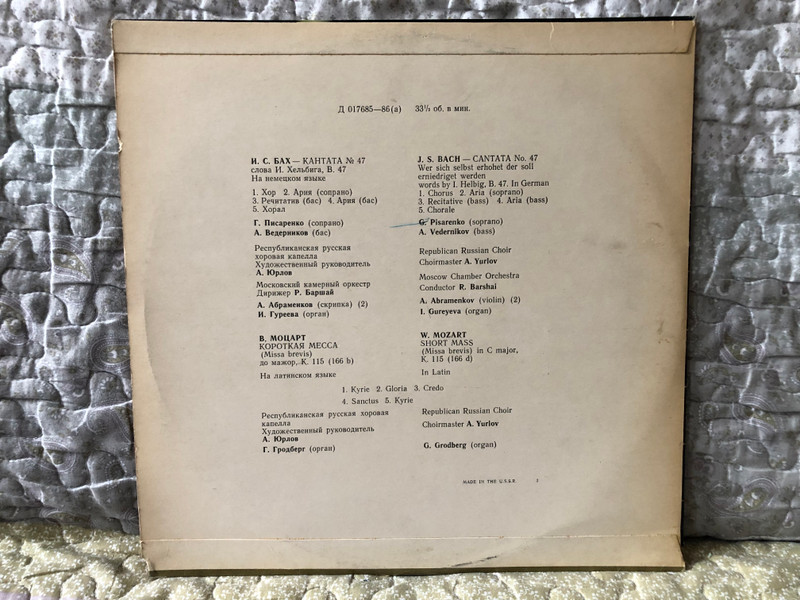 Д 017685—86(а) 33⅓ об. в мин.
И. С. БАХ — КАНТАТА № 47
слова И. Хельбига, B. 47
На немецком языке
1. Хор 2. Ария (сопрано)
3. Речитатив (бас) 4. Ария (бас)
5. Хорал
Г. Писаренко (сопрано)
А. Ведерников (бас)
Республиканская русская
хоровая капелла
Художественный руководитель
А. Юрлов
Московский камерный оркестр
Дирижер Р. Баршай
А. Абраменков (скрипка) (2)
И. Гуреева (орган)
В. МОЦАРТ
КОРОТКАЯ МЕССА
(Missa brevis)
до мажор, К. 115 (166 b)
На латинском языке
J. S. BACH — CANTATA No. 47
Wer sich selbst erhohet der soll
erniedriget werden
words by I. Helbig, B. 47. In German
1. Chorus 2. Aria (soprano)
3. Recitative (bass) 4. Aria (bass)
5. Chorale
G. Pisarenko (soprano)
A. Vedernikov (bass)
Republican Russian Choir
Choirmaster A. Yurlov
Moscow Chamber Orchestra
Conductor R. Barshai
A. Abramenkov (violin) (2)
I. Gureyeva (organ)
W. MOZART
SHORT MASS
(Missa brevis) in C major,
K. 115 (166 d)
In Latin
1. Kyrie 2. Gloria 3. Credo
4. Sanctus 5. Kyrie
Республиканская русская хоровая
капелла
Художественный руководитель
А. Юрлов
Г. Гродберг (орган)
Republican Russian Choir
Choirmaster A. Yurlov
G. Grodberg (organ)
MADE IN THE U.S.S.R.